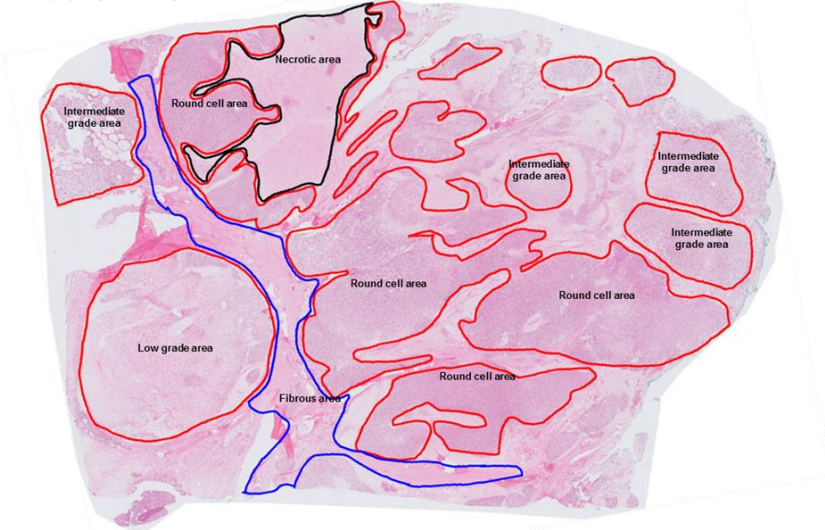 Necrotic area
Round cell area
Intermediate
grade area
Intermediate
grade area
Intermediate
grade area
Intermediate
grade area
Round cell area
Round cell area
Low grade area
Round cell area
Fibrous area